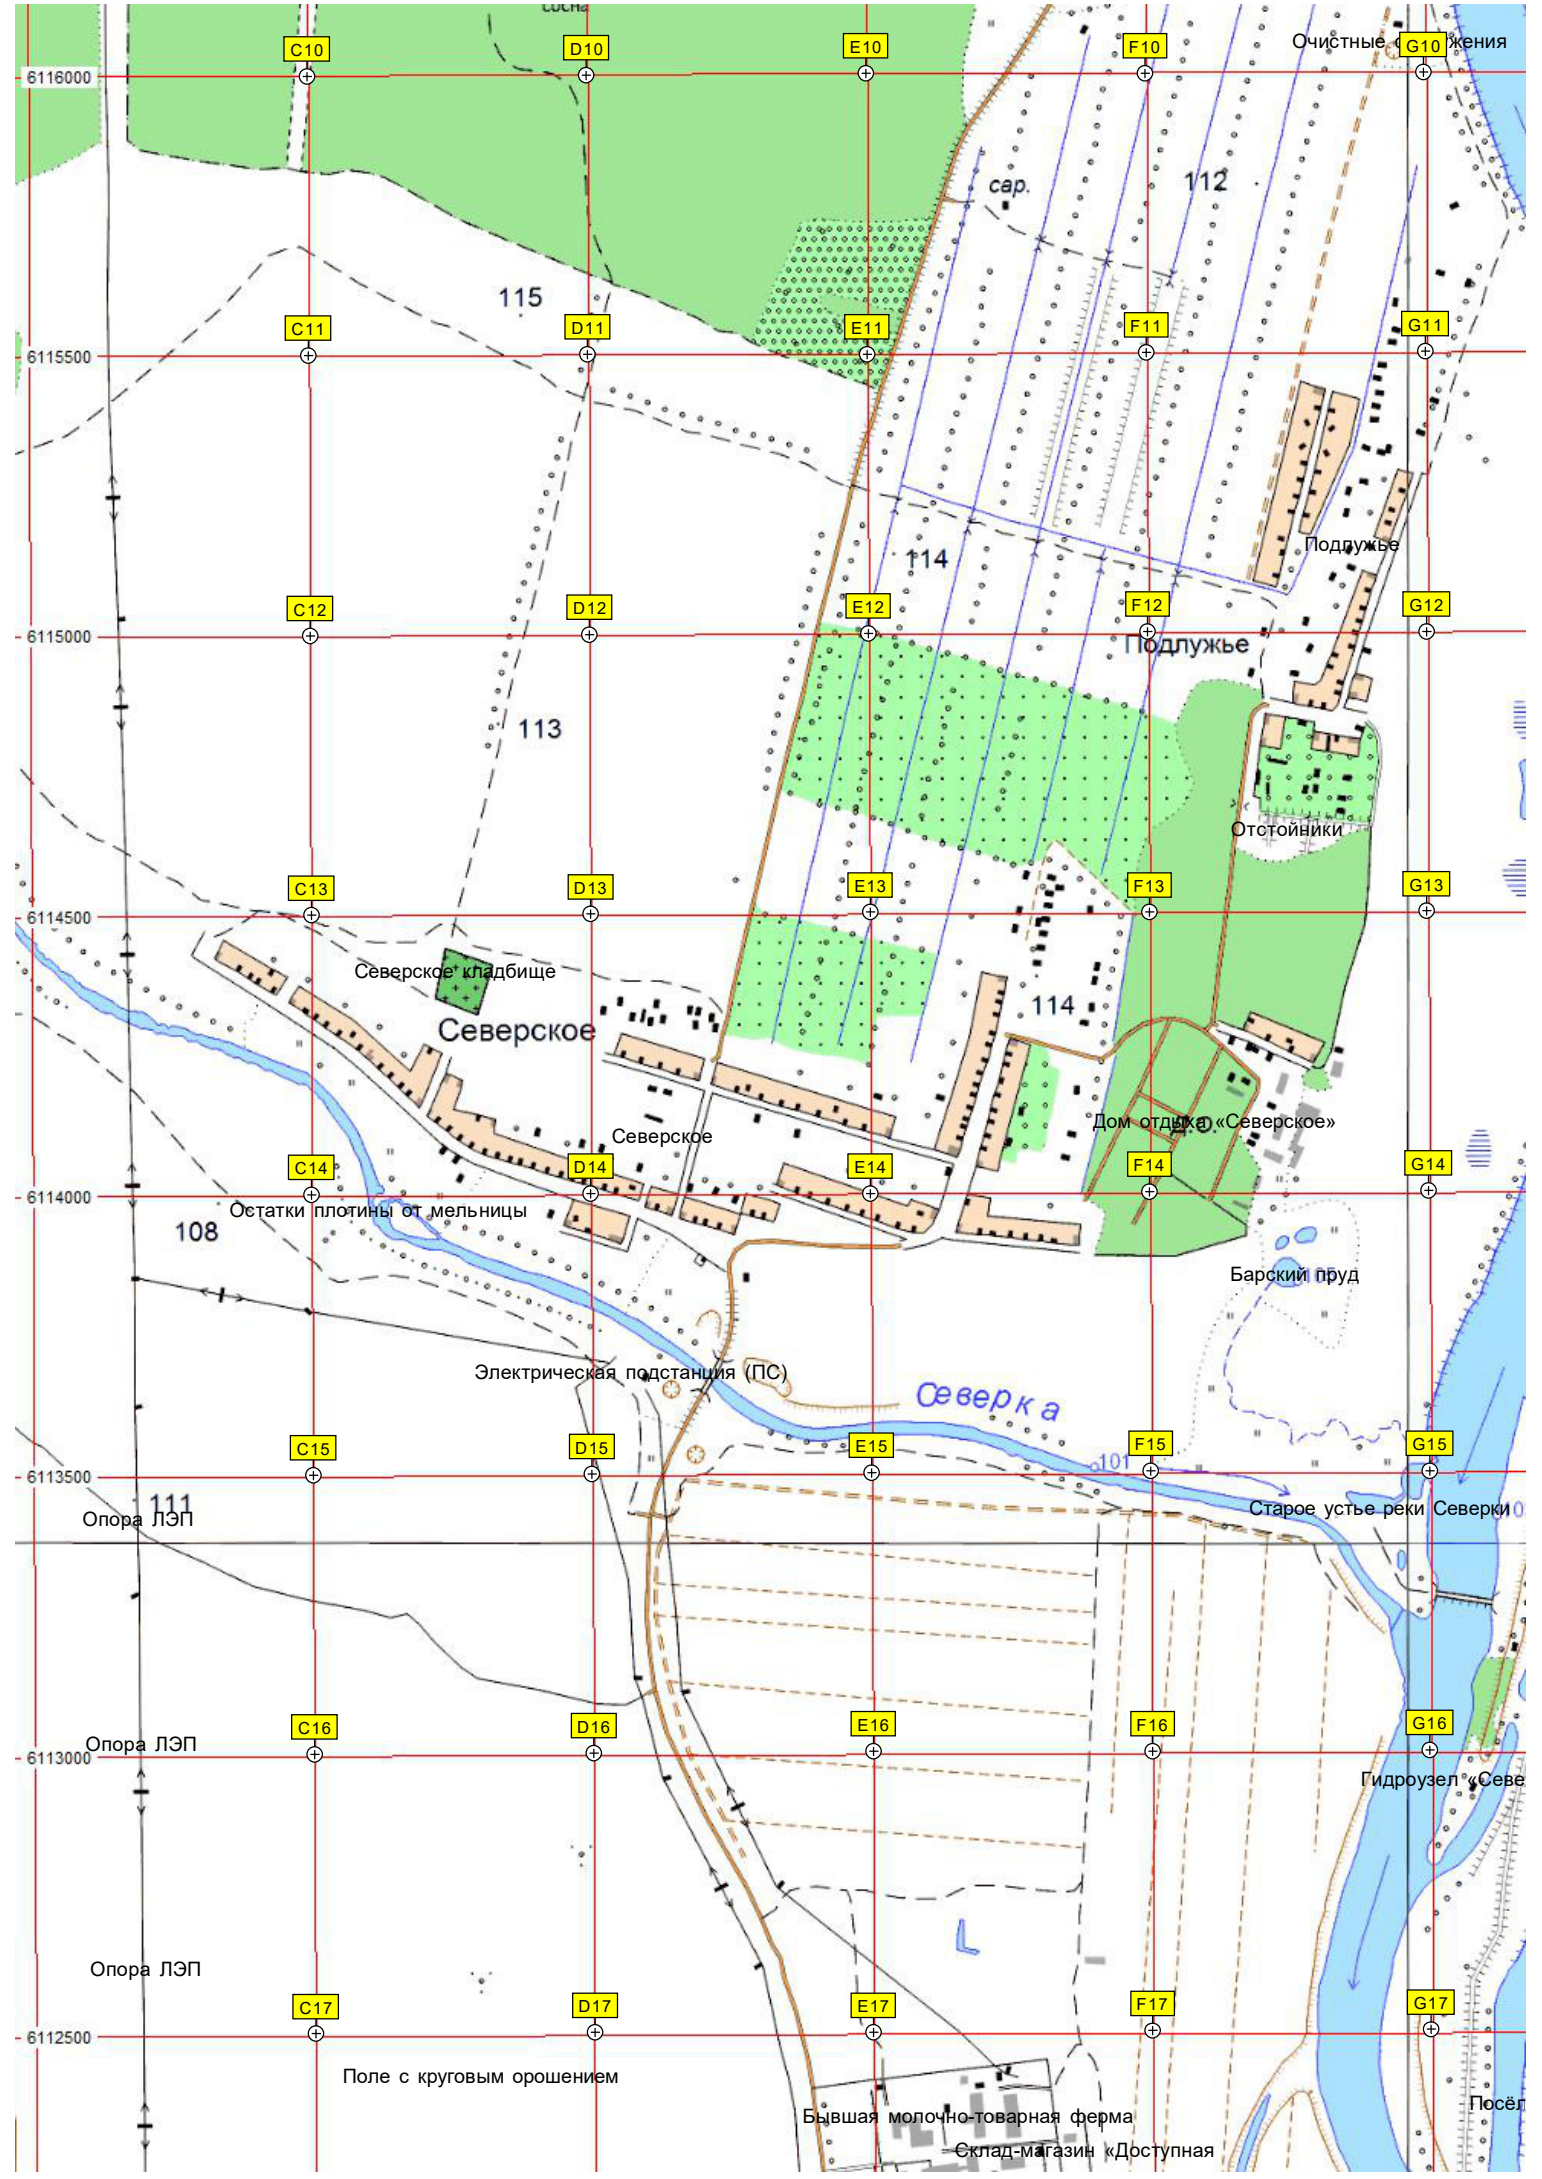 сосна
C10
D10
E10
F10
Очистные
G10
жения
6116000
сар.
112
115
C11
D11
E11
F11
G11
6115500
Подлужье
114
C12
D12
E12
F12
G12
6115000
Подлужье
113
Отстойники
C13
D13
E13
F13
G13
6114500
Северское кладбище
Северское
114
Северское
Дом отдыха «Северское»
Д.О.
C14
D14
E14
F14
G14
6114000
Остатки плотины от мельницы
108
Барский пруд
105
Электрическая подстанция (ПС)
Северка
C15
D15
E15
F15
G15
101
6113500
111
Опора ЛЭП
Старое устье реки Северки
10
C16
D16
E16
F16
G16
Опора ЛЭП
6113000
Гидроузел «Севе
Опора ЛЭП
C17
D17
E17
F17
G17
6112500
Поле с круговым орошением
Посёл
Бывшая молочно-товарная ферма
Склад-магазин «Доступная